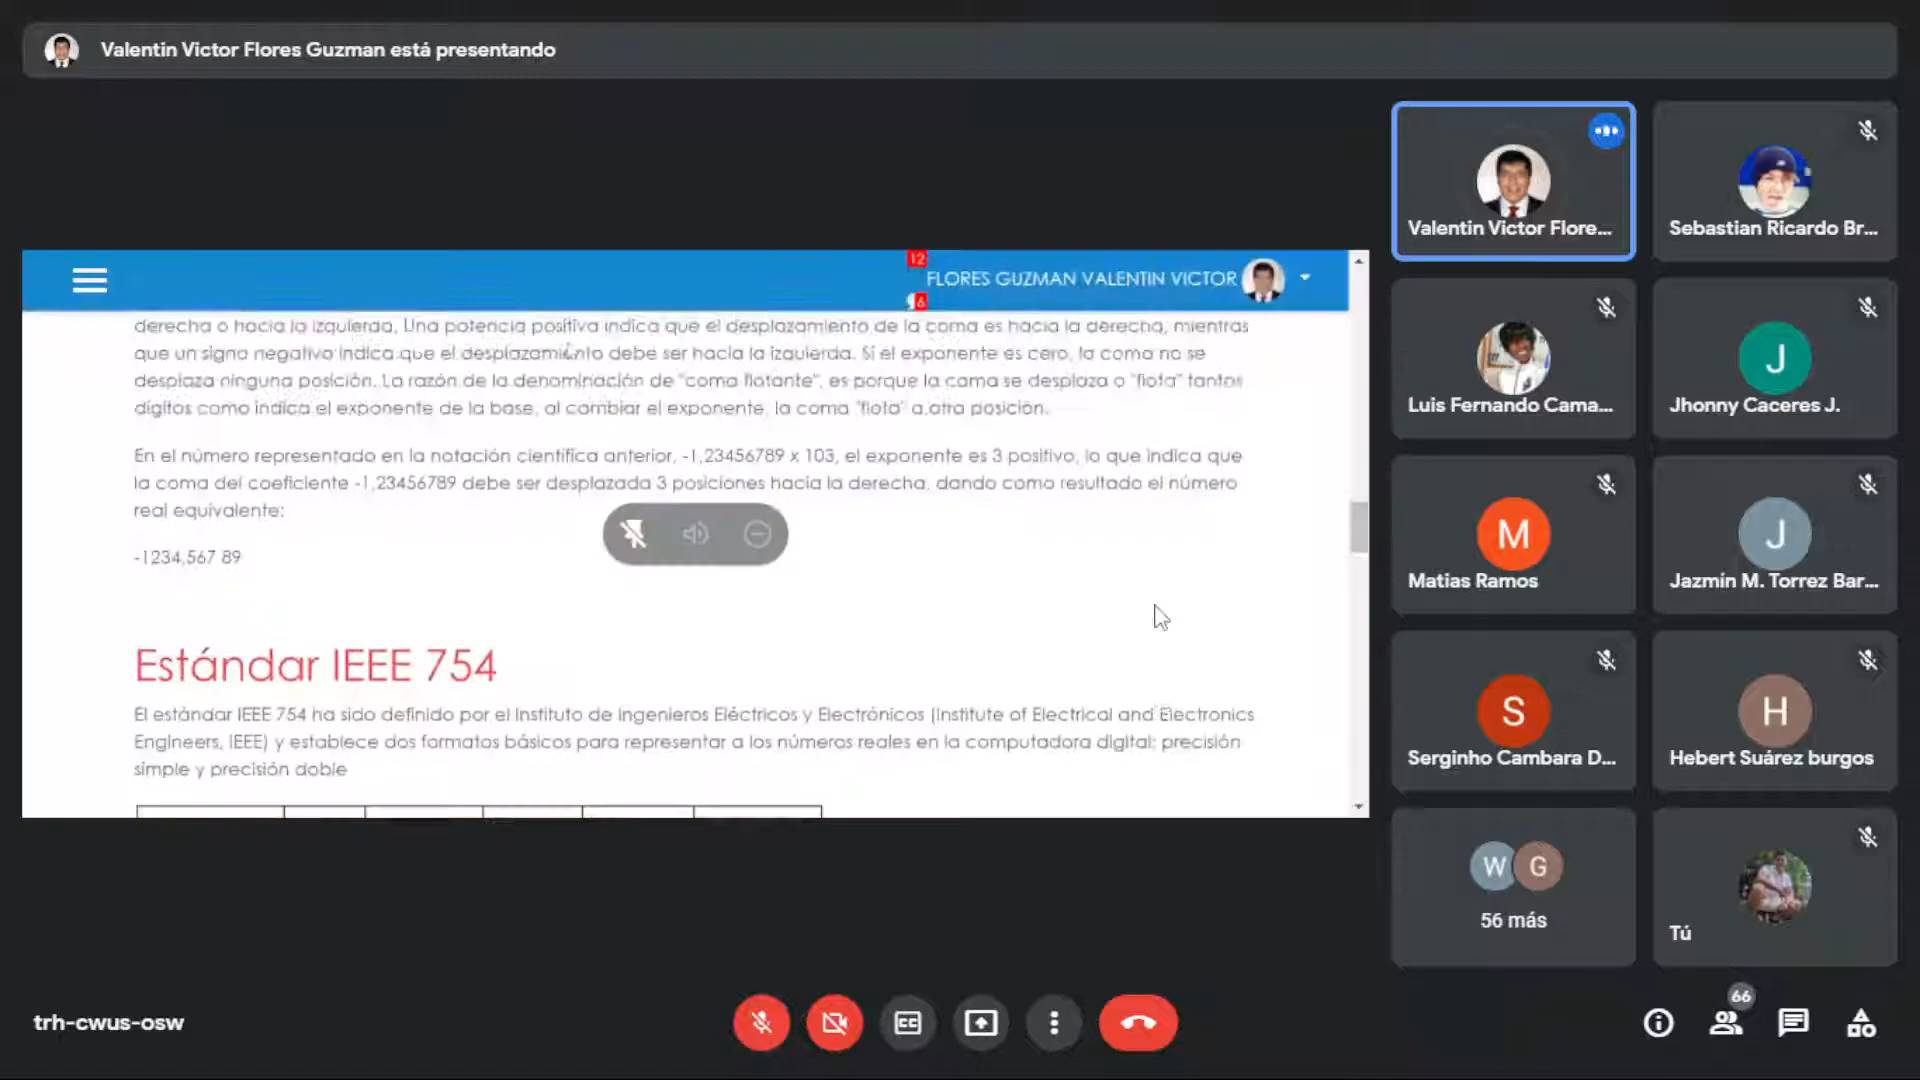 Valentin Victor Flores Guzman está presentando
12
6
FLORES GUZMAN VALENTIN VICTOR
derecha o hacia la izquierda. Una potencia positiva indica que el desplazamiento de la coma es hacia la derecha, mientras
que un signo negativo indica que el desplazamiento debe ser hacia la izquierda. Si el exponente es cero, la coma no se
desplaza ninguna posición. La razón de la denominación de "coma flotante", es porque la coma se desplaza o "flota" tantos
dígitos como indica el exponente de la base, al cambiar el exponente, la coma "flota" a otra posición.
En el número representado en la notación científica anterior, -1,23456789 x 103, el exponente es 3 positivo, lo que indica que
la coma del coeficiente -1,23456789 debe ser desplazada 3 posiciones hacia la derecha, dando como resultado el número
real equivalente:
-1234,567 89
Estándar IEEE 754
El estándar IEEE 754 ha sido definido por el Instituto de Ingenieros Eléctricos y Electrónicos (Institute of Electrical and Electronics
Engineers, IEEE) y establece dos formatos básicos para representar a los números reales en la computadora digital: precisión
simple y precisión doble
Valentin Victor Flore...
Sebastian Ricardo Br...
Luis Fernando Cama...
J
Jhonny Caceres J.
M
Matias Ramos
J
Jazmín M. Torrez Bar...
S
Serginho Cambara D...
H
Hebert Suárez burgos
W G
56 más
Tú
trh-cwus-osw
CC
66